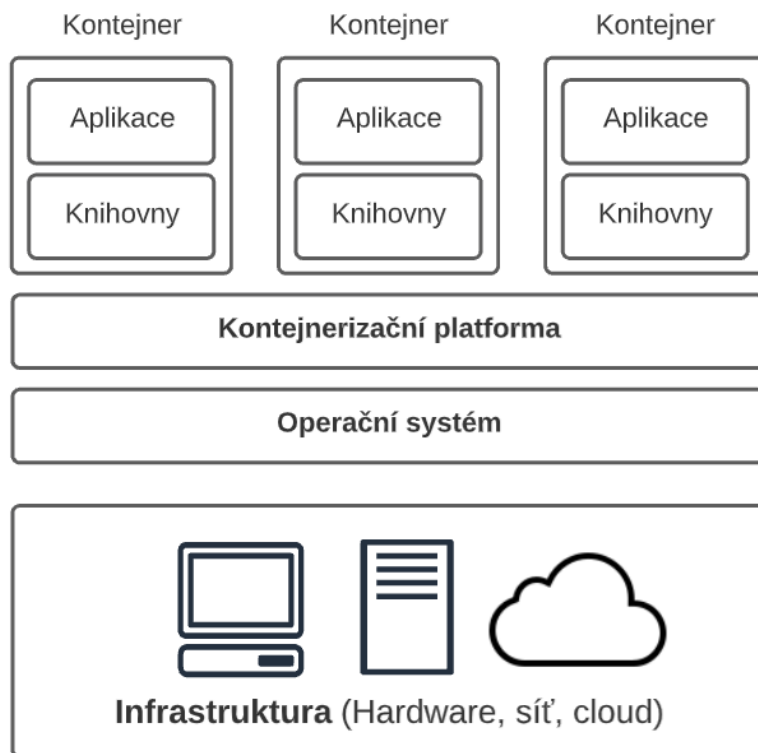 Kontejner
Kontejner
Kontejner
Aplikace
Aplikace
Aplikace
Knihovny
Knihovny
Knihovny
Kontejnerizační platforma
Operační systém
Infrastruktura (Hardware, síť, cloud)